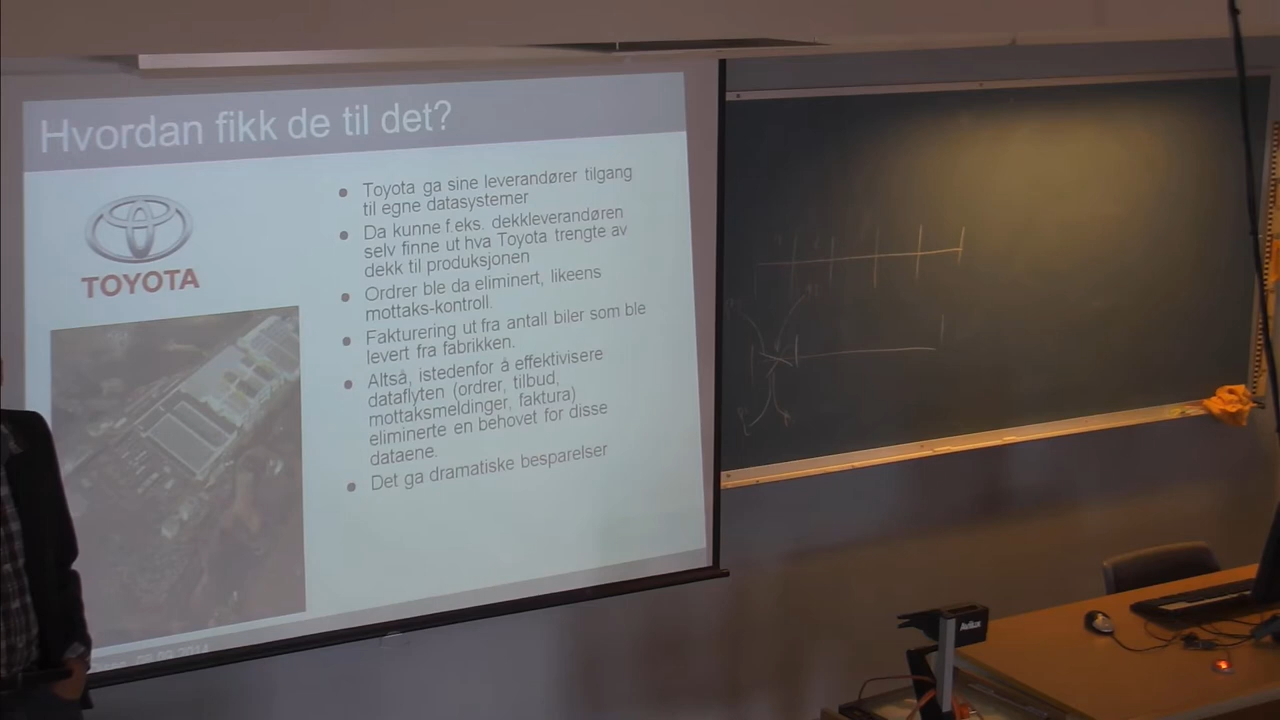 Hvordan fikk de til det?
TOYOTA
Toyota ga sine leverandører tilgang
til egne datasystemer
Da kunne f.eks. dekkleverandøren
selv finne ut hva Toyota trengte av
dekk til produksjonen
Ordrer ble da eliminert, likeens
mottaks-kontroll.
Fakturering ut fra antall biler som ble
levert fra fabrikken.
Altså, istedenfor å effektivisere
dataflyten (ordrer, tilbud,
mottaksmeldinger, faktura)
eliminerte en behovet for disse
dataene.
Det ga dramatiske besparelser